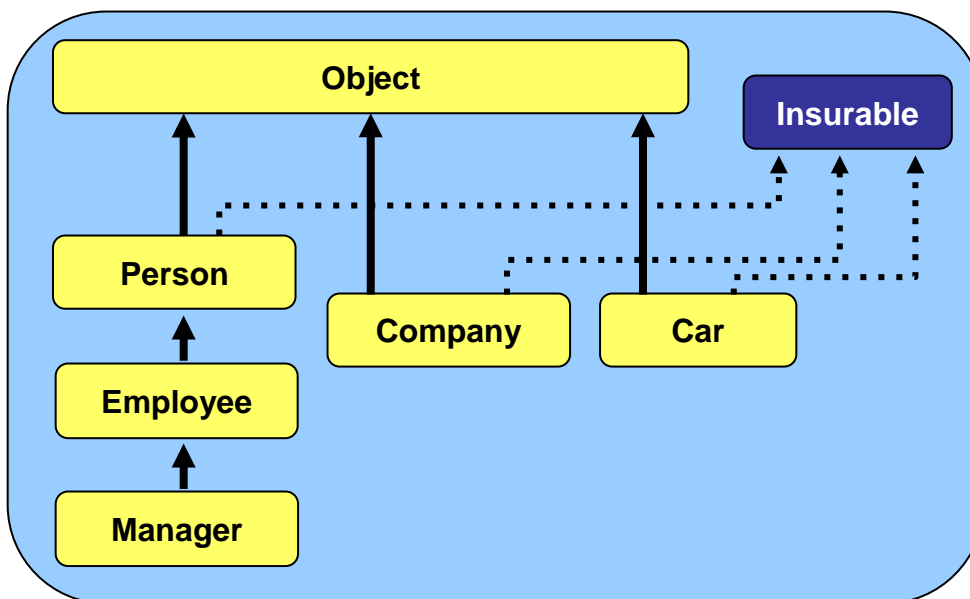 Object
Insurable
Person
Company
Car
Employee
Manager